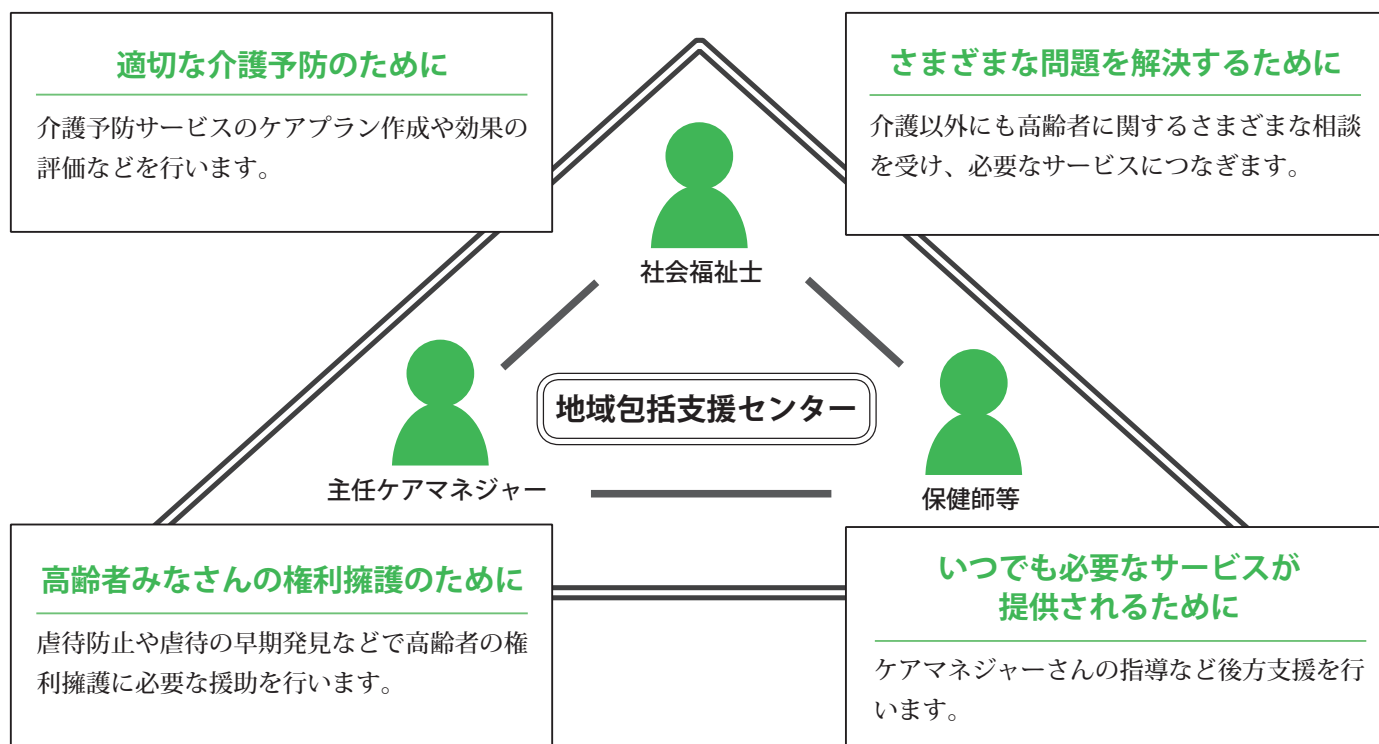 適切な介護予防のために
介護予防サービスのケアプラン作成や効果の
評価などを行います。
さまざまな問題を解決するために
介護以外にも高齢者に関するさまざまな相談
を受け、必要なサービスにつなぎます。
社会福祉士
地域包括支援センター
主任ケアマネジャー
保健師等
高齢者みなさんの権利擁護のために
虐待防止や虐待の早期発見などで高齢者の権
利擁護に必要な援助を行います。
いつでも必要なサービスが
提供されるために
ケアマネジャーさんの指導など後方支援を行
います。